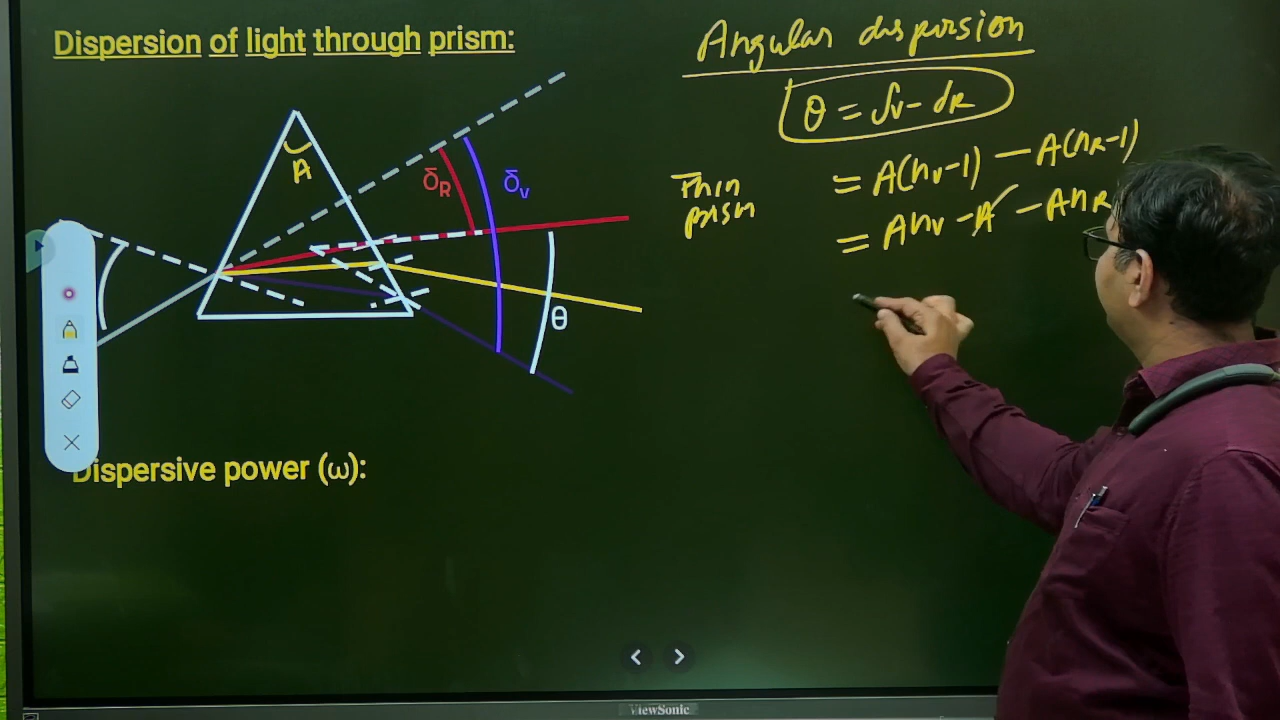 Dispersion of light through prism:
A
δR
δv
θ
Dispersive power (ω):
Angular dispersion
θ = δv - δR
Thin prism
= A(nv-1) - A(nR-1)
= Anv - A - AnR
ViewSonic